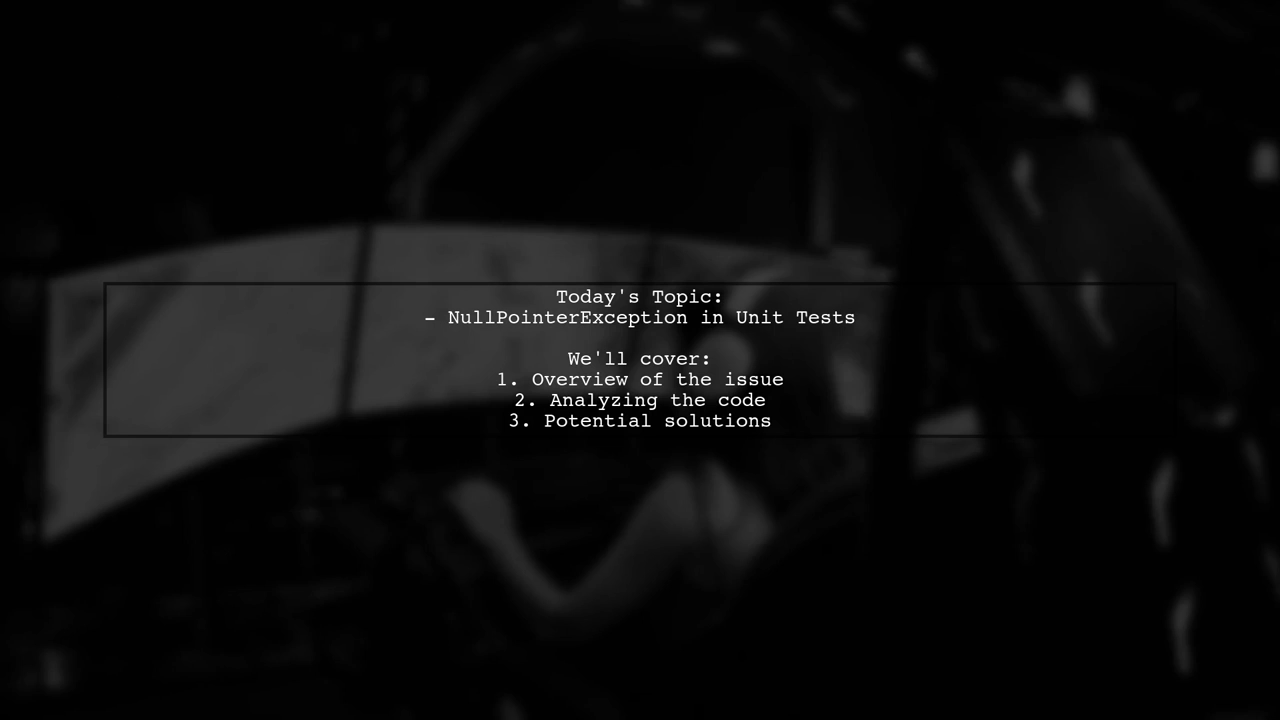 Today's Topic:
- NullPointerException in Unit Tests
We'll cover:
1. Overview of the issue
2. Analyzing the code
3. Potential solutions